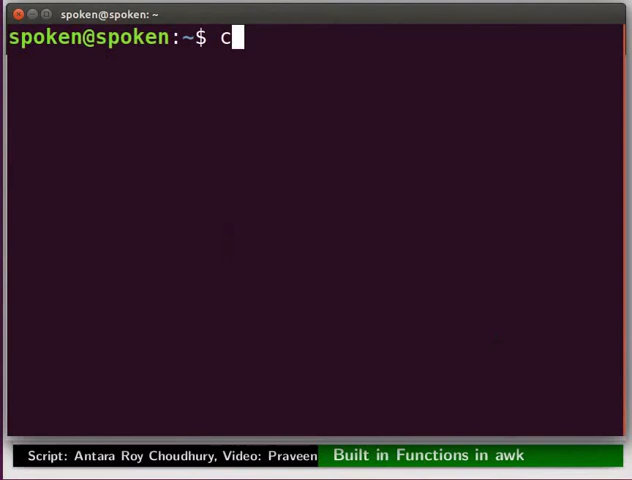 spoken@spoken: ~
spoken@spoken:~$ c
Script: Antara Roy Choudhury, Video: Praveen
Built in Functions in awk